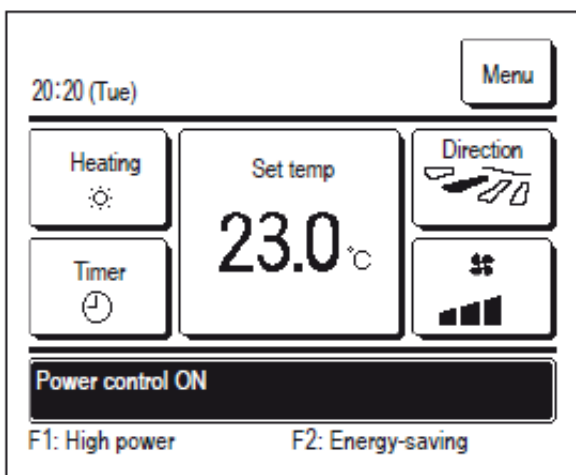 20:20 (Tue)
Menu
Heating
Set temp
Direction
23.0 °C
Timer
Power control ON
F1: High power F2: Energy-saving